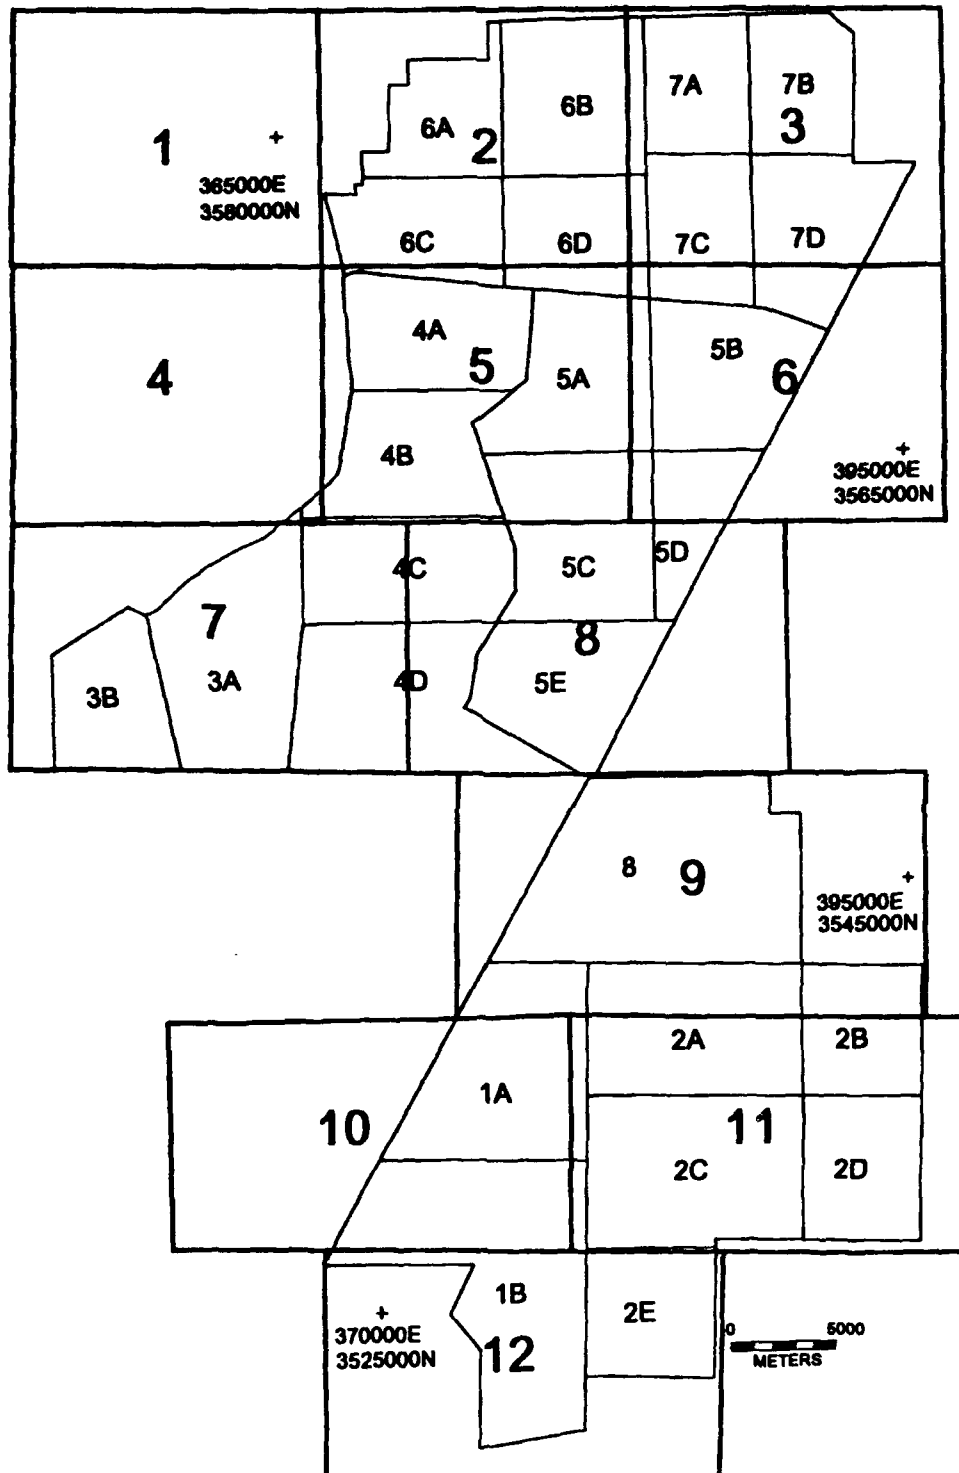 7A
7B
6B
6A
2
3
1
+
365000E
3580000N
6C
6D
7C
7D
4A
5B
4
5
5A
6
4B
+
395000E
3565000N
4C
5C
5D
7
8
3B
3A
4D
5E
8
9
+
395000E
3545000N
2A
2B
1A
10
11
2C
2D
1B
+
2E
370000E
3525000N
12
0
5000
METERS